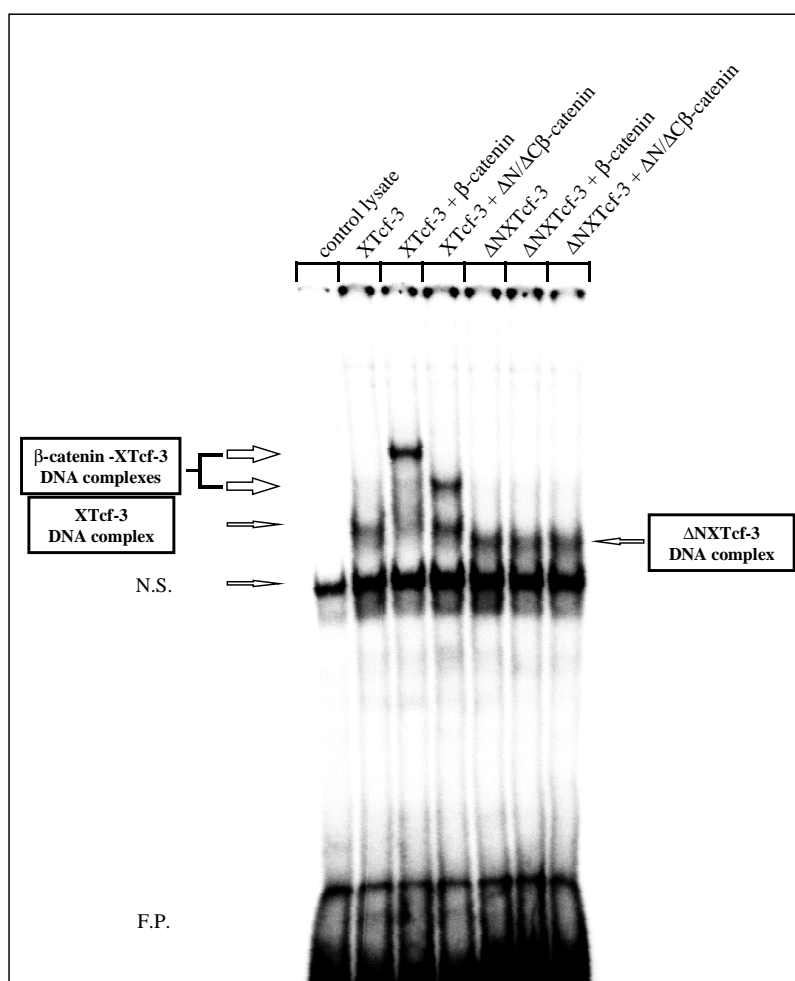 control lysate
XTcf-3
XTcf-3 + β-catenin
XTcf-3 + ΔN/ΔCβ-catenin
ΔNXTcf-3
ΔNXTcf-3 + β-catenin
ΔNXTcf-3 + ΔN/ΔCβ-catenin
β-catenin -XTcf-3
DNA complexes
XTcf-3
DNA complex
ΔNXTcf-3
DNA complex
N.S.
F.P.